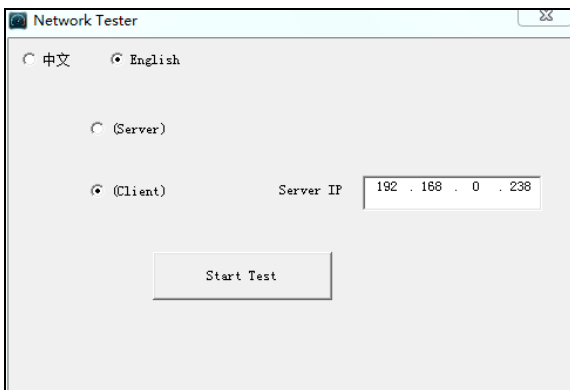 Network Tester
中文 English
(Server)
(Client) Server IP 192 . 168 . 0 . 238
Start Test